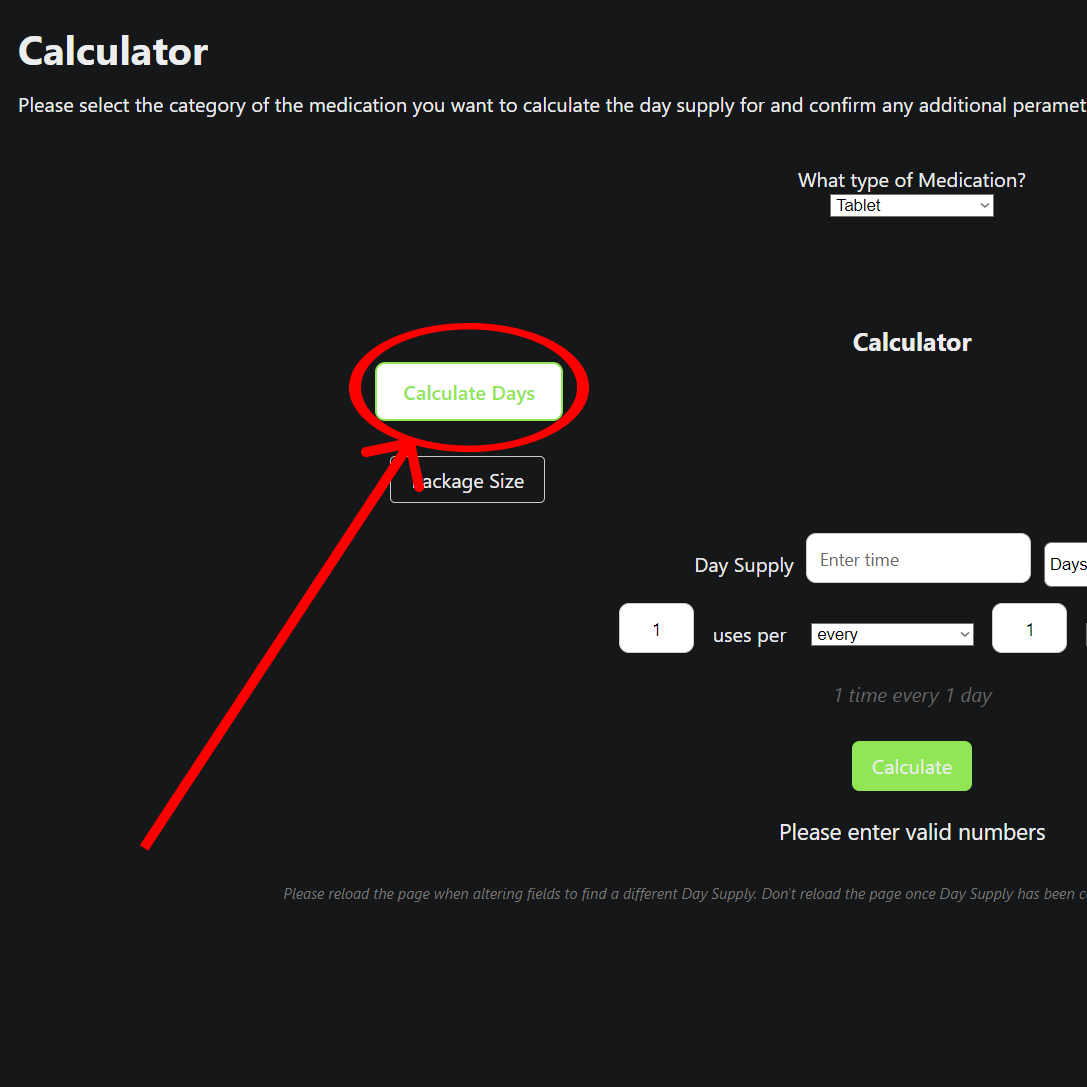 Calculator
Please select the category of the medication you want to calculate the day supply for and confirm any additional peramet
What type of Medication?
Tablet
Calculator
Calculate Days
Package Size
Day Supply Enter time Days
1 uses per every 1
1 time every 1 day
Calculate
Please enter valid numbers
Please reload the page when altering fields to find a different Day Supply. Don't reload the page once Day Supply has been c